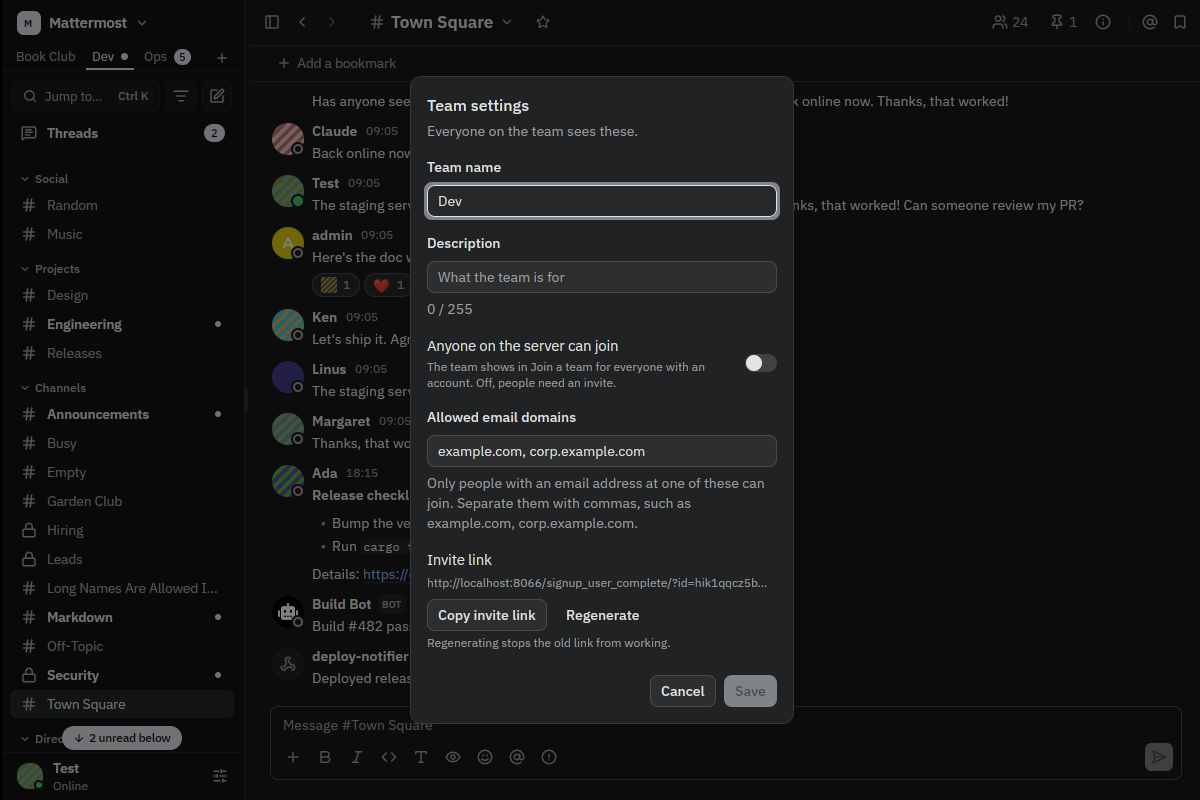 M Mattermost
Book Club Dev Ops 5
Jump to... Ctrl K
Threads 2
Social
Random
Music
Projects
Design
Engineering
Releases
Channels
Announcements
Busy
Empty
Garden Club
Hiring
Leads
Long Names Are Allowed I...
Markdown
Off-Topic
Security
Town Square
Direc
2 unread below
Test
Online
Town Square
24
1
Add a bookmark
Has anyone see
k online now. Thanks, that worked!
Claude 09:05
Back online now
Test 09:05
The staging serv
nks, that worked! Can someone review my PR?
A admin 09:05
Here's the doc w
1 1
Ken 09:05
Let's ship it. Agr
Linus 09:05
The staging serv
Margaret 09:05
Thanks, that wo
Ada 18:15
Release checkl
• Bump the ve
• Run cargo t
Details: https://
Build Bot BOT
Build #482 pas
deploy-notifier
Deployed releas
Message #Town Square
Team settings
Everyone on the team sees these.
Team name
Dev
Description
What the team is for
0 / 255
Anyone on the server can join
The team shows in Join a team for everyone with an
account. Off, people need an invite.
Allowed email domains
example.com, corp.example.com
Only people with an email address at one of these can
join. Separate them with commas, such as
example.com, corp.example.com.
Invite link
http://localhost:8066/signup_user_complete/?id=hik1qqcz5b...
Copy invite link Regenerate
Regenerating stops the old link from working.
Cancel Save